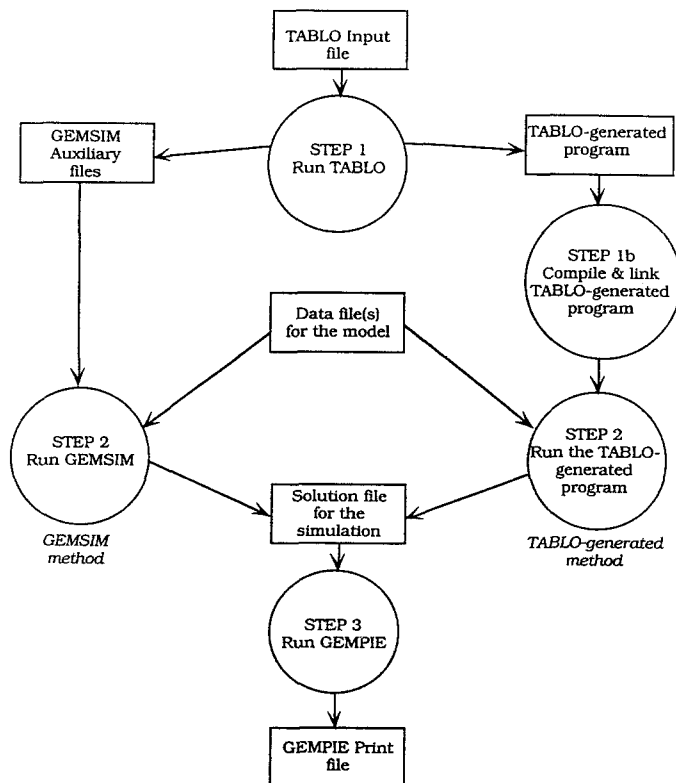 TABLO Input
file
STEP 1
Run TABLO
GEMSIM
Auxiliary
files
TABLO-generated
program
STEP 1b
Compile & link
TABLO-generated
program
Data file(s)
for the model
STEP 2
Run GEMSIM
GEMSIM
method
STEP 2
Run the TABLO-
generated
program
TABLO-generated
method
Solution file
for the
simulation
STEP 3
Run GEMPIE
GEMPIE Print
file